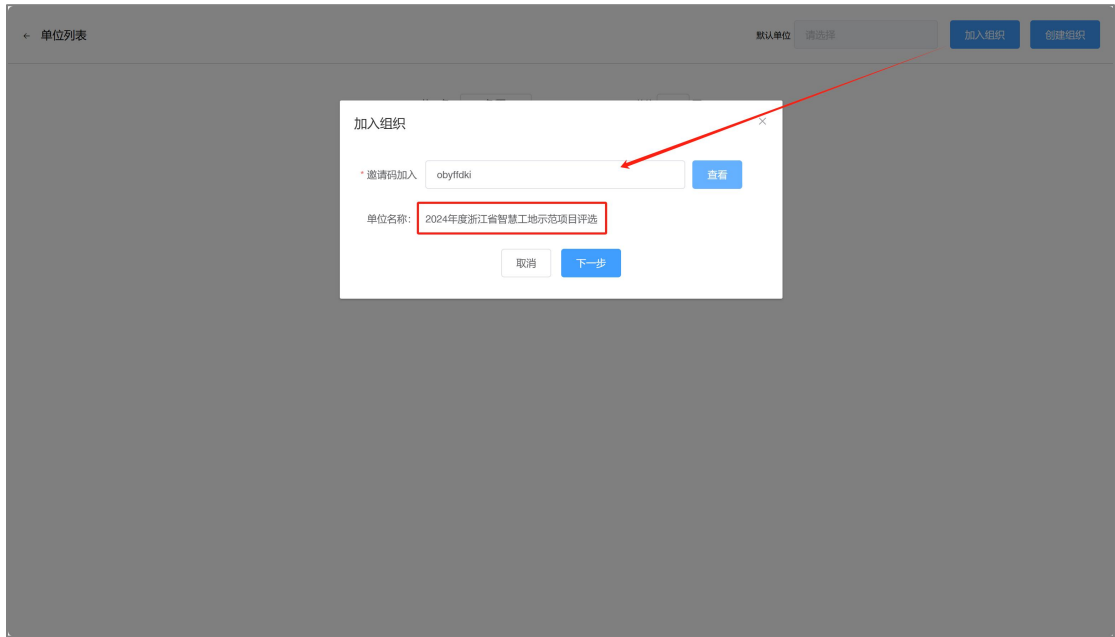 ← 单位列表
默认单位 请选择 加入组织 创建组织
加入组织 ×
* 邀请码加入 obyffdki 查看
单位名称： 2024年度浙江省智慧工地示范项目评选
取消 下一步